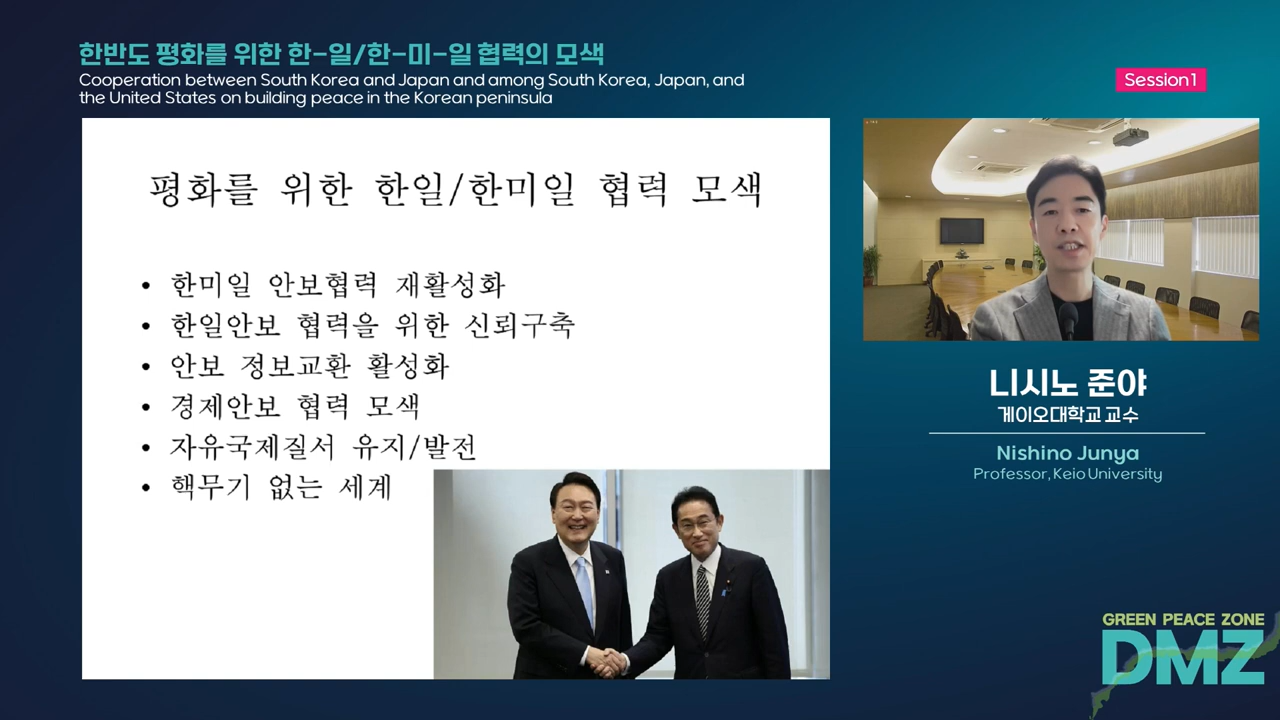 한반도 평화를 위한 한-일/한-미-일 협력의 모색
Cooperation between South Korea and Japan and among South Korea, Japan, and
the United States on building peace in the Korean peninsula
Session1
평화를 위한 한일/한미일 협력 모색
• 한미일 안보협력 재활성화
• 한일안보 협력을 위한 신뢰구축
• 안보 정보교환 활성화
• 경제안보 협력 모색
• 자유국제질서 유지/발전
• 핵무기 없는 세계
니시노 준야
게이오대학교 교수
Nishino Junya
Professor, Keio University
GREEN PEACE ZONE
DMZ